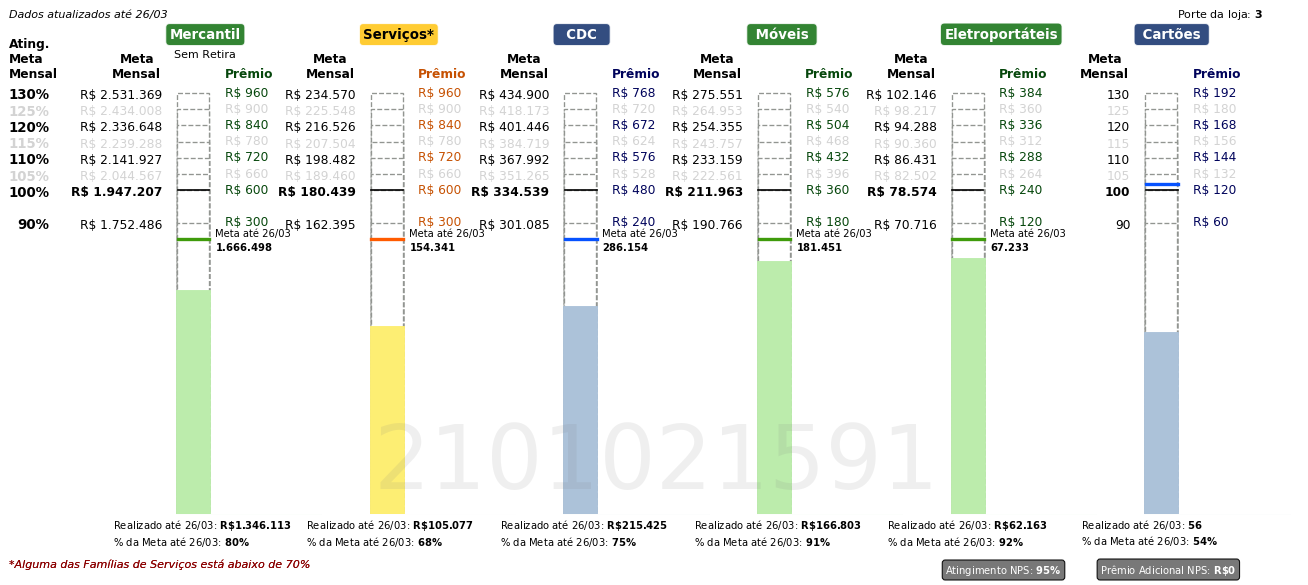 Dados atualizados até 26/03
Porte da loja: 3
Mercantil Serviços* CDC Móveis Eletroportáteis Cartões
Sem Retira
Ating. Meta Mensal
Meta Mensal Prêmio Meta Mensal Prêmio Meta Mensal Prêmio Meta Mensal Prêmio Meta Mensal Prêmio Meta Mensal Prêmio
130% R$ 2.531.369 R$ 960 R$ 234.570 R$ 960 R$ 434.900 R$ 768 R$ 275.551 R$ 576 R$ 102.146 R$ 384 130 R$ 192
125% R$ 2.434.008 R$ 900 R$ 225.548 R$ 900 R$ 418.173 R$ 720 R$ 264.953 R$ 540 R$ 98.217 R$ 360 125 R$ 180
120% R$ 2.336.648 R$ 840 R$ 216.526 R$ 840 R$ 401.446 R$ 672 R$ 254.355 R$ 504 R$ 94.288 R$ 336 120 R$ 168
115% R$ 2.239.288 R$ 780 R$ 207.504 R$ 780 R$ 384.719 R$ 624 R$ 243.757 R$ 468 R$ 90.360 R$ 312 115 R$ 156
110% R$ 2.141.927 R$ 720 R$ 198.482 R$ 720 R$ 367.992 R$ 576 R$ 233.159 R$ 432 R$ 86.431 R$ 288 110 R$ 144
105% R$ 2.044.567 R$ 660 R$ 189.460 R$ 660 R$ 351.265 R$ 528 R$ 222.561 R$ 396 R$ 82.502 R$ 264 105 R$ 132
100% R$ 1.947.207 R$ 600 R$ 180.439 R$ 600 R$ 334.539 R$ 480 R$ 211.963 R$ 360 R$ 78.574 R$ 240 100 R$ 120
90% R$ 1.752.486 R$ 300 R$ 162.395 R$ 300 R$ 301.085 R$ 240 R$ 190.766 R$ 180 R$ 70.716 R$ 120 90 R$ 60
Meta até 26/03 Meta até 26/03 Meta até 26/03 Meta até 26/03 Meta até 26/03
1.666.498 154.341 286.154 181.451 67.233
2101021591
Realizado até 26/03: R$1.346.113 Realizado até 26/03: R$105.077 Realizado até 26/03: R$215.425 Realizado até 26/03: R$166.803 Realizado até 26/03: R$62.163 Realizado até 26/03: 56
% da Meta até 26/03: 80% % da Meta até 26/03: 68% % da Meta até 26/03: 75% % da Meta até 26/03: 91% % da Meta até 26/03: 92% % da Meta até 26/03: 54%
*Alguma das Famílias de Serviços está abaixo de 70%
Atingimento NPS: 95% Prêmio Adicional NPS: R$0